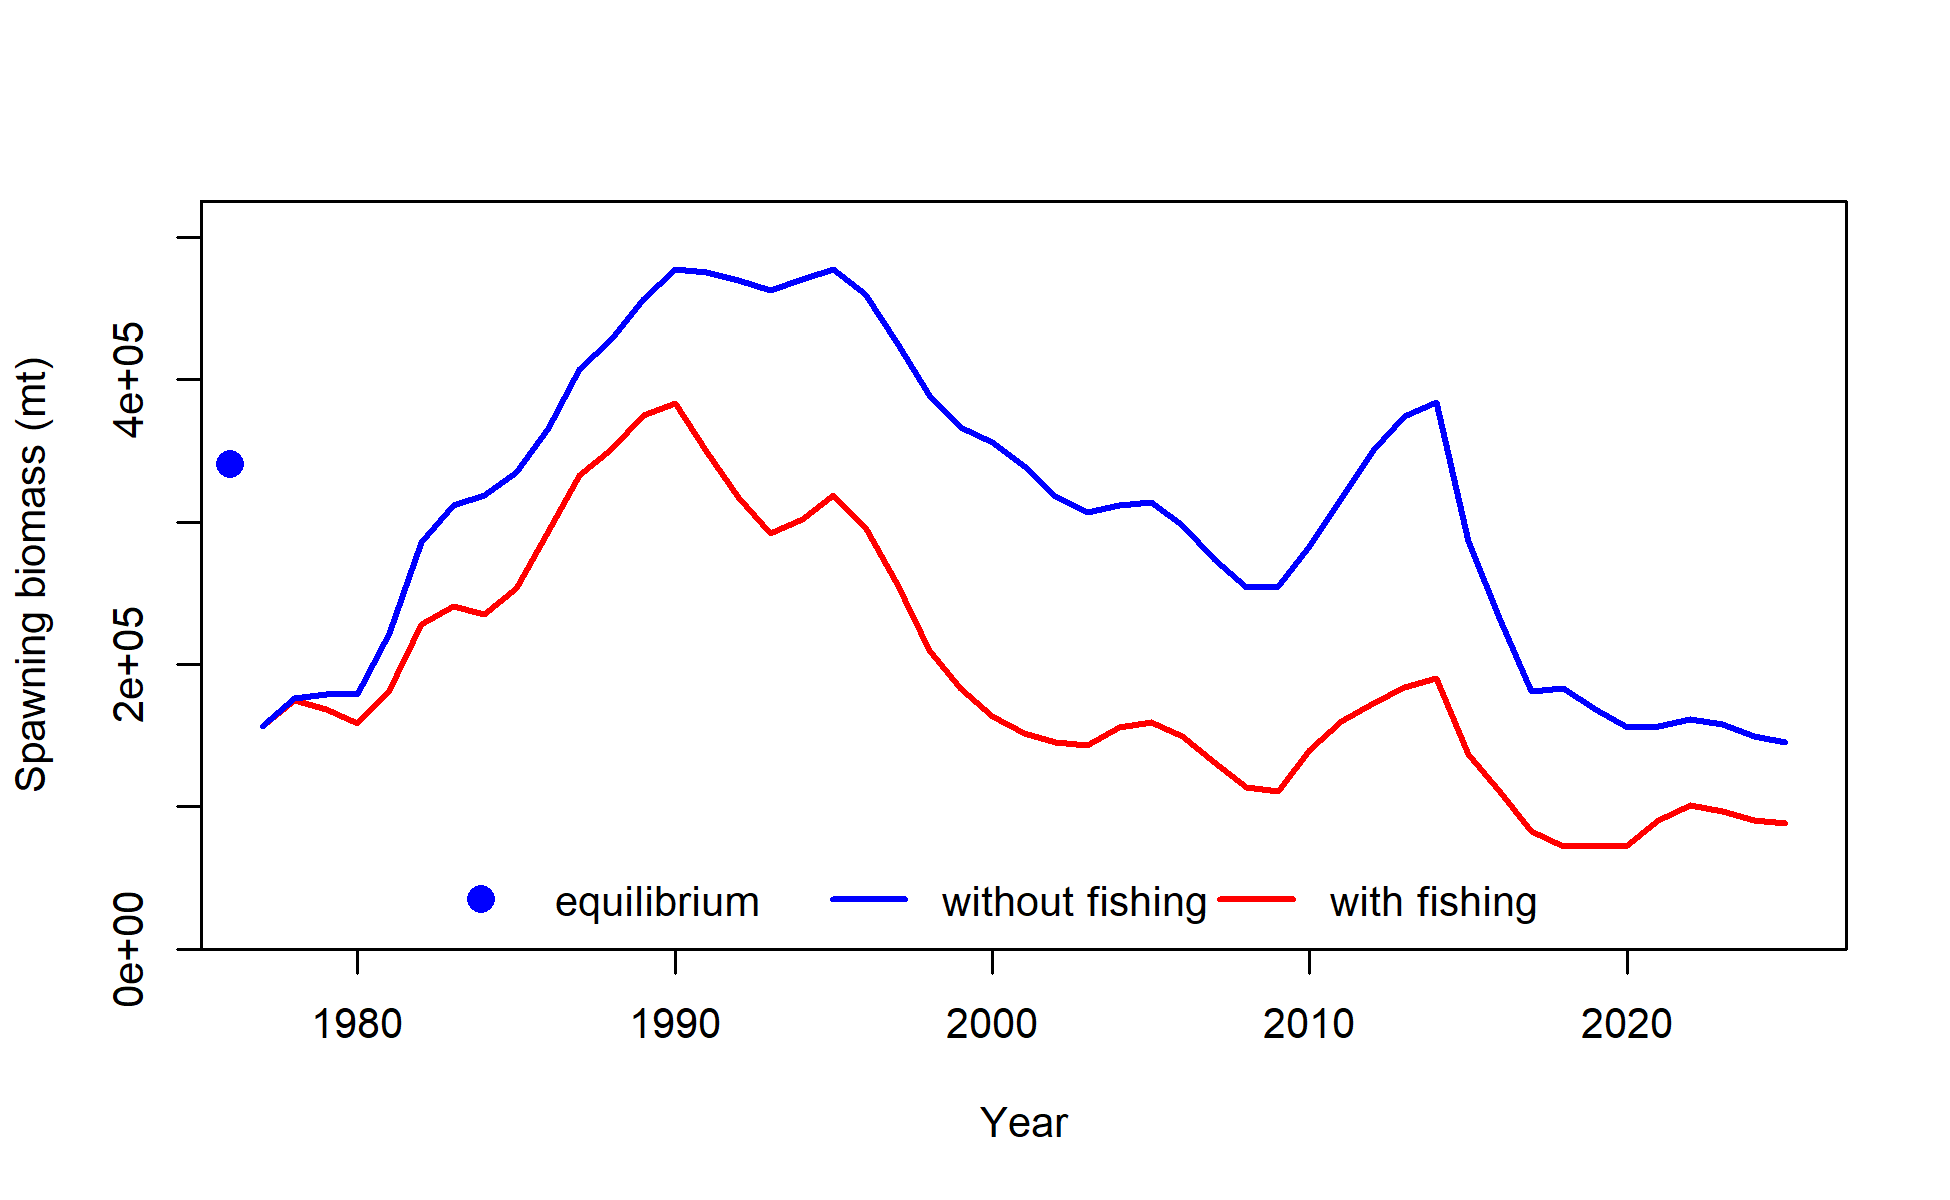 Spawning biomass (mt)
4e+05
2e+05
0e+00
equilibrium without fishing with fishing
1980 1990 2000 2010 2020
Year